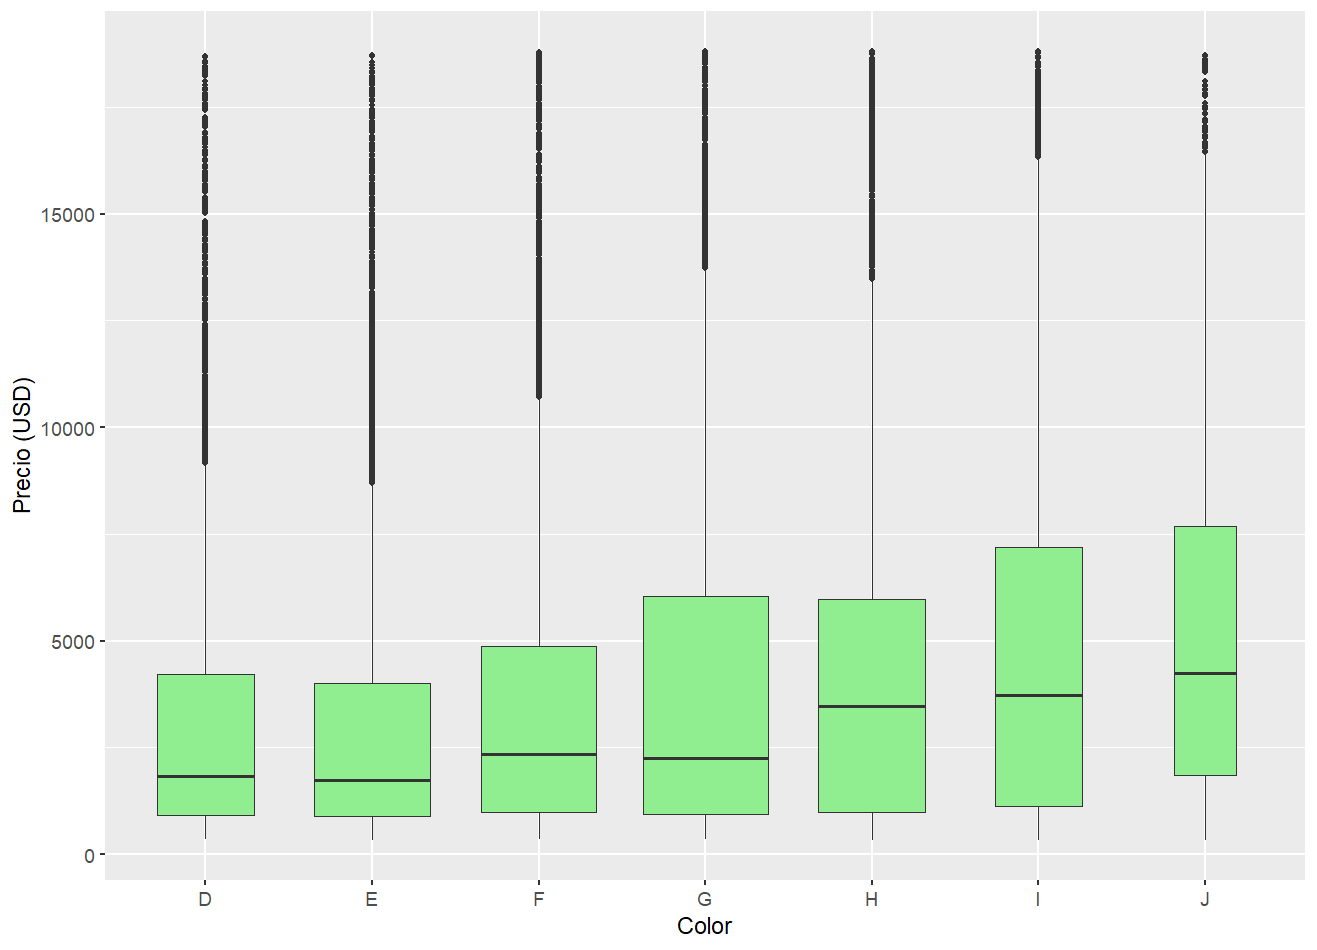 Precio (USD)
15000
10000
5000
0
D E F G H I J
Color